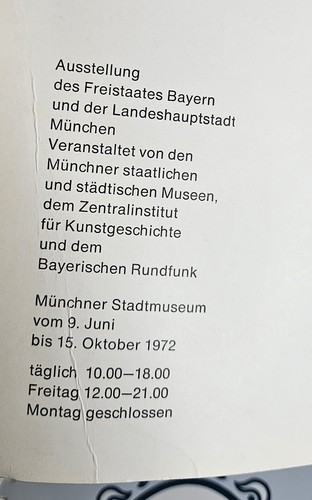 Ausstellung
des Freistaates Bayern
und der Landeshauptstadt
München
Veranstaltet von den
Münchner staatlichen
und städtischen Museen,
dem Zentralinstitut
für Kunstgeschichte
und dem
Bayerischen Rundfunk
Münchner Stadtmuseum
vom 9. Juni
bis 15. Oktober 1972
täglich 10.00—18.00
Freitag 12.00—21.00
Montag geschlossen